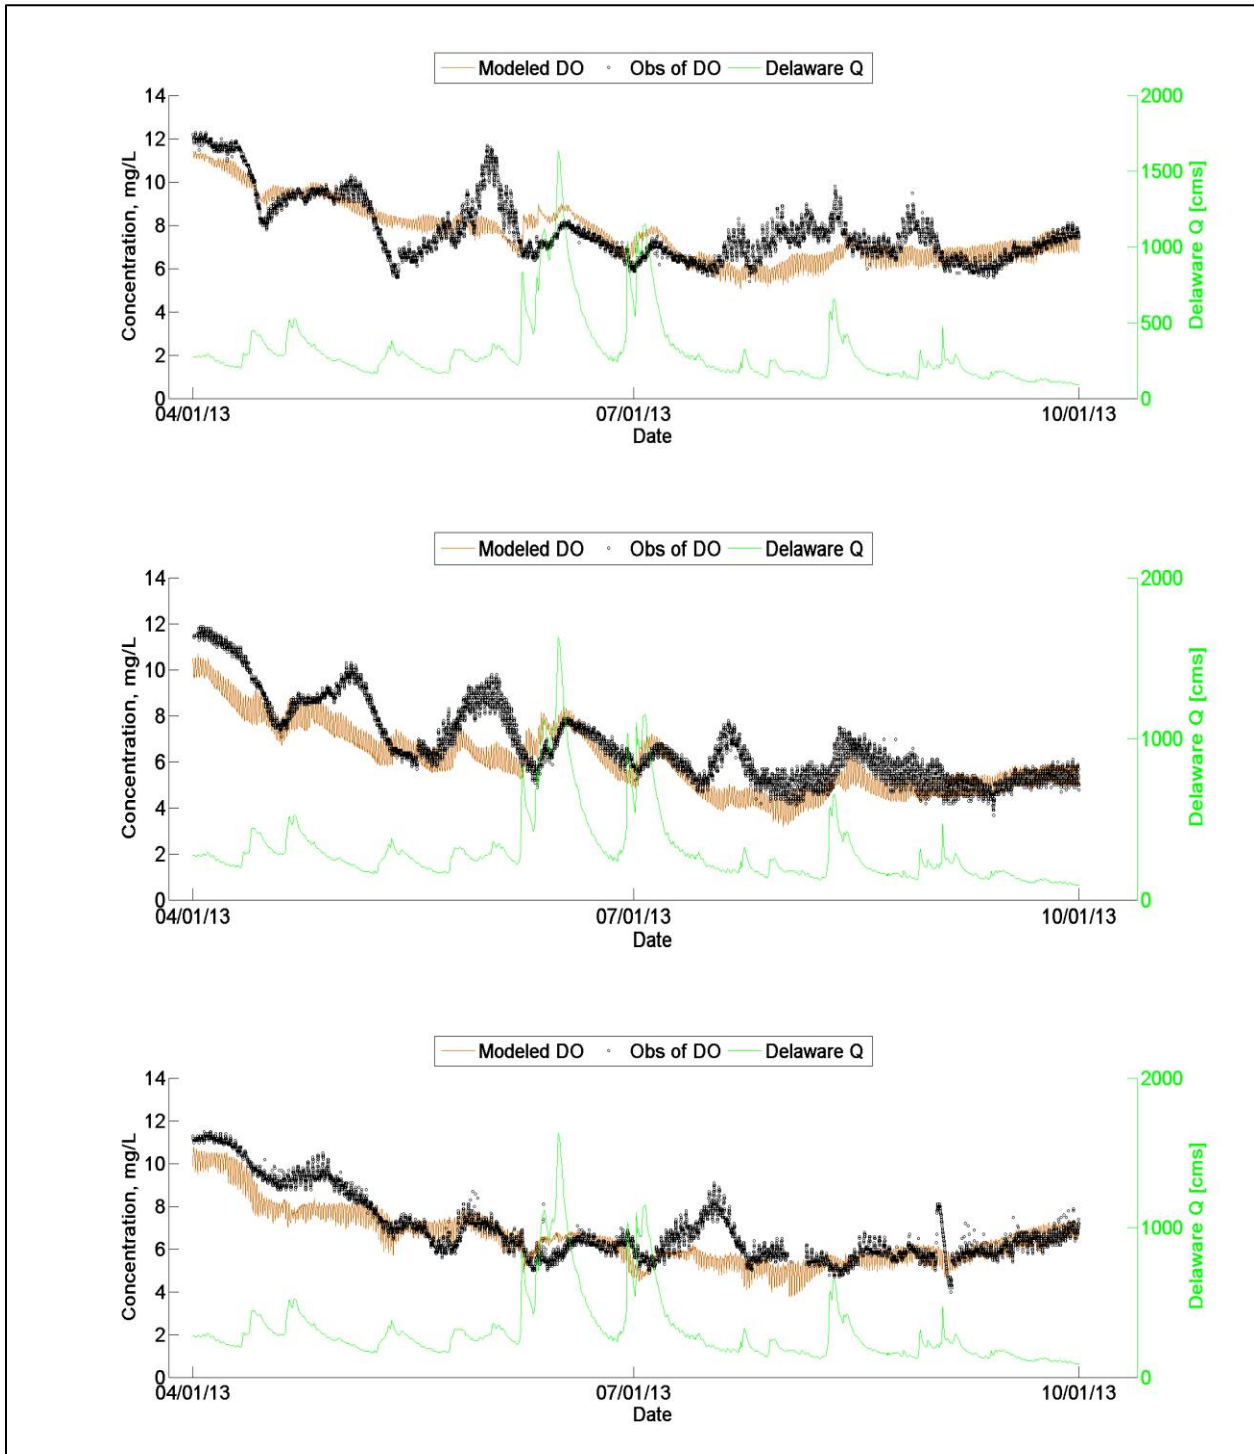 Modeled DO Obs of DO Delaware Q
14 2000
12
10 1500
8
6 1000
4
2 500
0 0
Concentration, mg/L
Delaware Q [cms]
04/01/13 07/01/13 10/01/13
Date
Modeled DO Obs of DO Delaware Q
14 2000
12
10
8 1000
6
4
2
0 0
Concentration, mg/L
Delaware Q [cms]
04/01/13 07/01/13 10/01/13
Date
Modeled DO Obs of DO Delaware Q
14 2000
12
10
8 1000
6
4
2
0 0
Concentration, mg/L
Delaware Q [cms]
04/01/13 07/01/13 10/01/13
Date